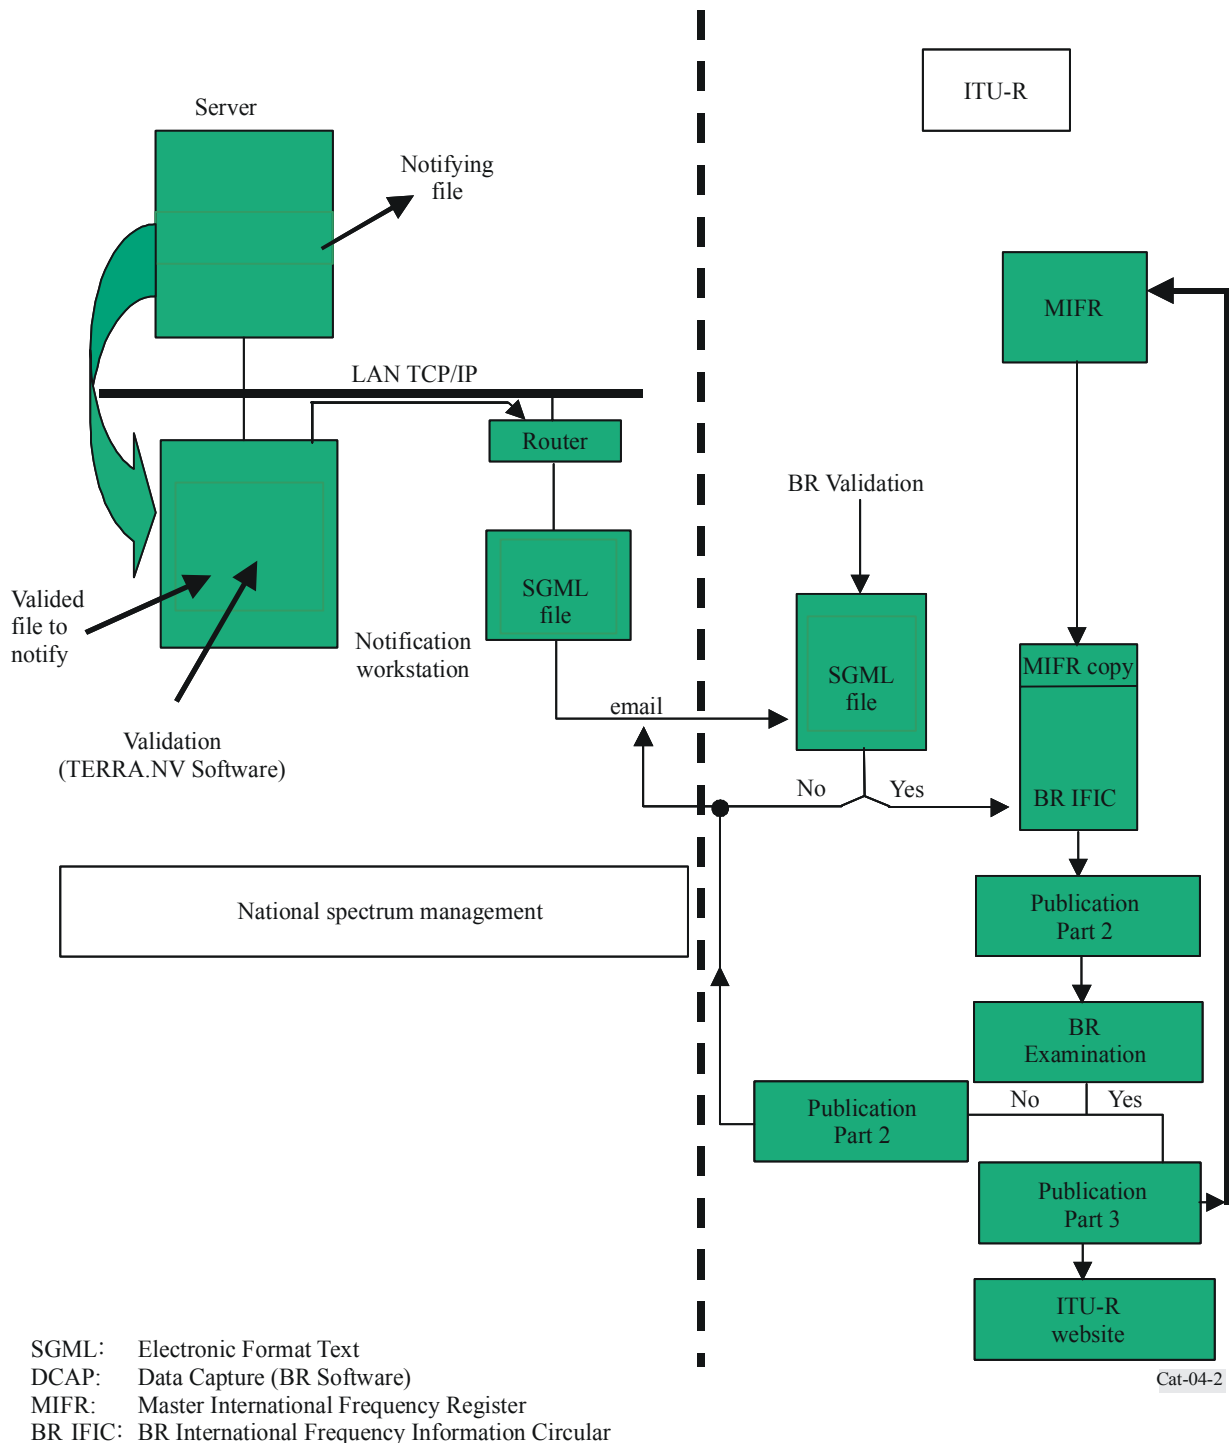 ITU-R
Server
Notifying
file
MIFR
LAN TCP/IP
Router
BR Validation
SGML
file
Valided
file to
notify
Notification
workstation
SGML
file
MIFR copy
email
Validation
(TERRA.NV Software)
No
Yes
BR IFIC
National spectrum management
Publication
Part 2
BR
Examination
No
Yes
Publication
Part 2
Publication
Part 3
ITU-R
website
SGML: Electronic Format Text
DCAP: Data Capture (BR Software)
MIFR: Master International Frequency Register
BR IFIC: BR International Frequency Information Circular
Cat-04-2